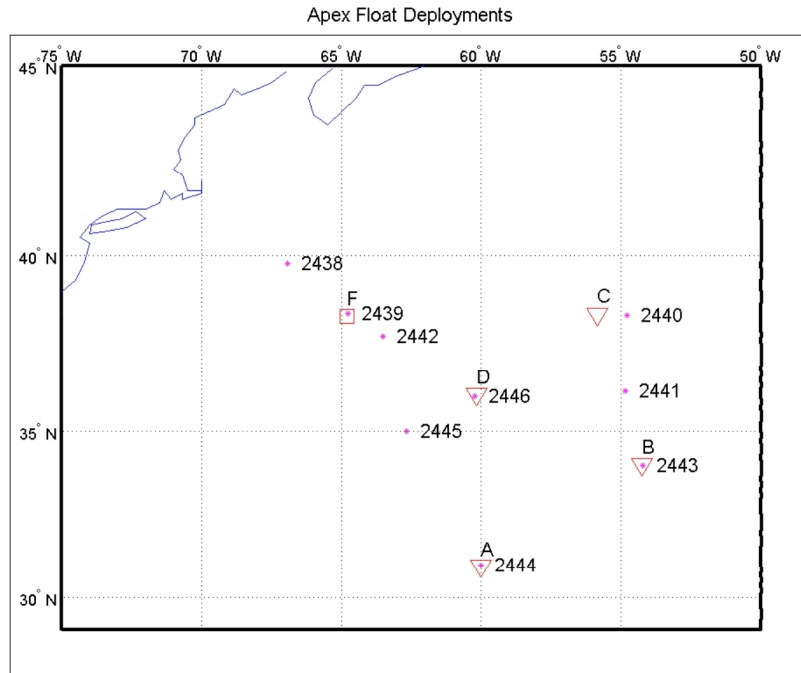 Apex Float Deployments
75° W 70° W 65° W 60° W 55° W 50° W
45° N
40° N
2438
F
2439
2442
C
2440
D
2446
2441
35° N
2445
B
2443
A
2444
30° N